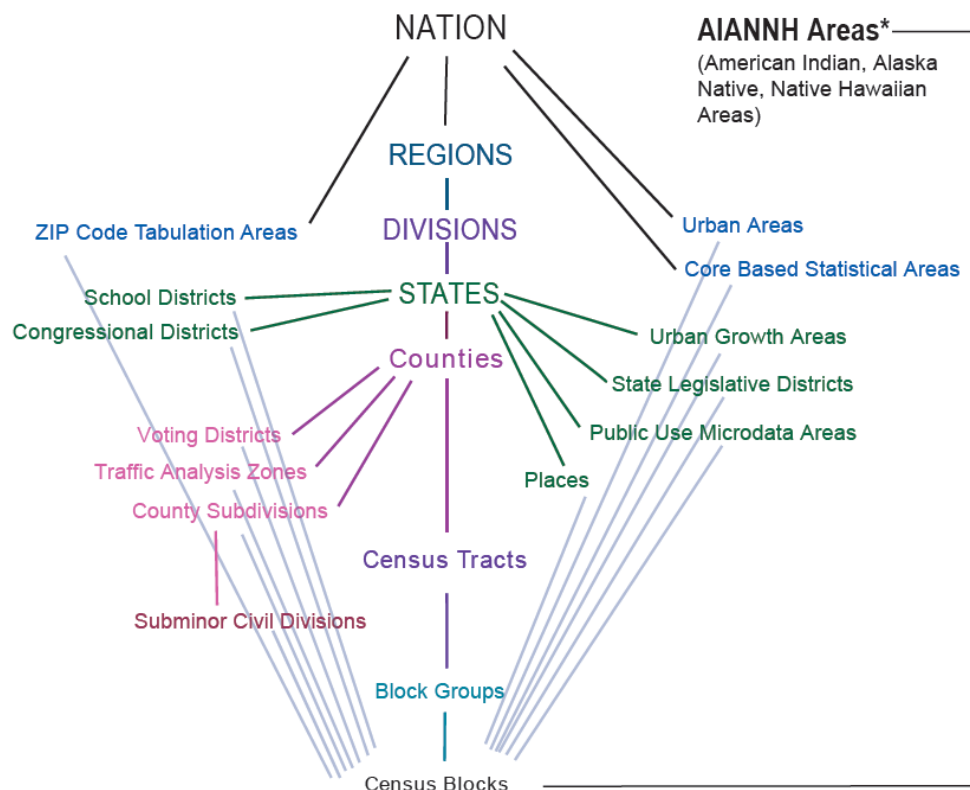 NATION
AIANNH Areas*
(American Indian, Alaska
Native, Native Hawaiian
Areas)
REGIONS
ZIP Code Tabulation Areas
DIVISIONS
Urban Areas
Core Based Statistical Areas
School Districts
STATES
Congressional Districts
Urban Growth Areas
Counties
State Legislative Districts
Voting Districts
Public Use Microdata Areas
Traffic Analysis Zones
Places
County Subdivisions
Census Tracts
Subminor Civil Divisions
Block Groups
Census Blocks